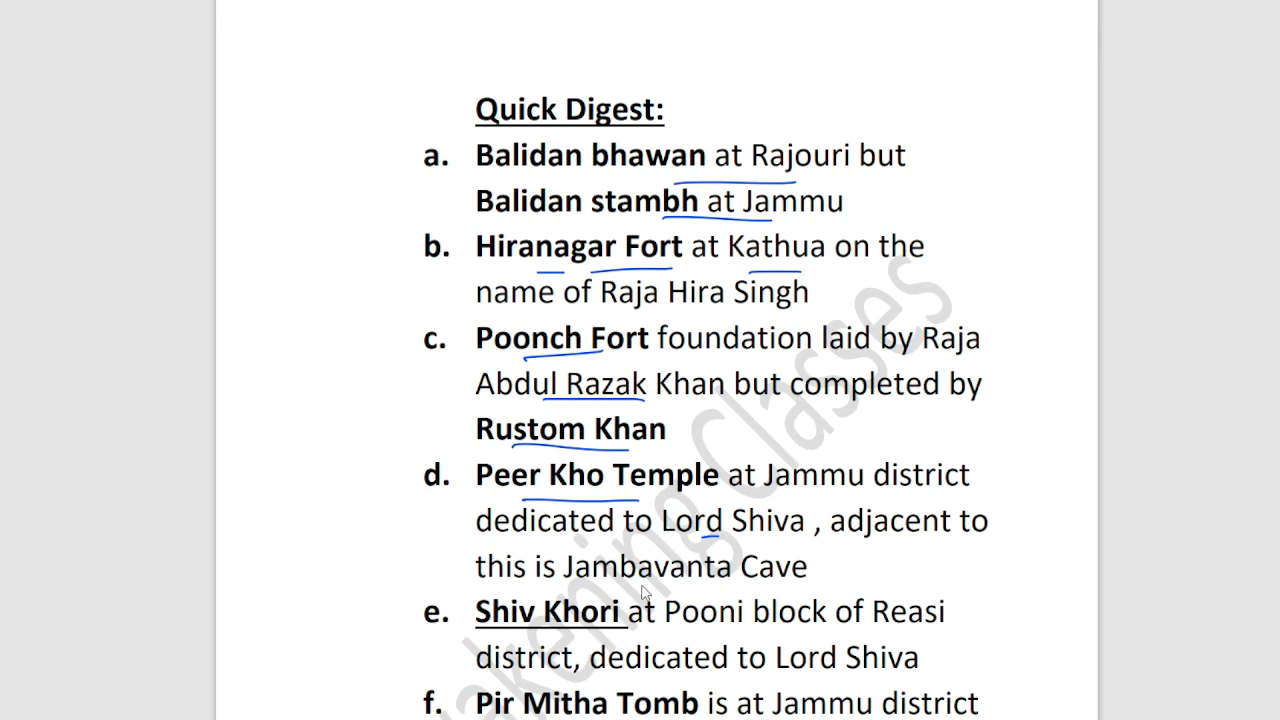 Quick Digest:
a. Balidan bhawan at Rajouri but
Balidan stambh at Jammu
b. Hiranagar Fort at Kathua on the
name of Raja Hira Singh
c. Poonch Fort foundation laid by Raja
Abdul Razak Khan but completed by
Rustom Khan
d. Peer Kho Temple at Jammu district
dedicated to Lord Shiva , adjacent to
this is Jambavanta Cave
e. Shiv Khori at Pooni block of Reasi
district, dedicated to Lord Shiva
f. Pir Mitha Tomb is at Jammu district
akening Classes